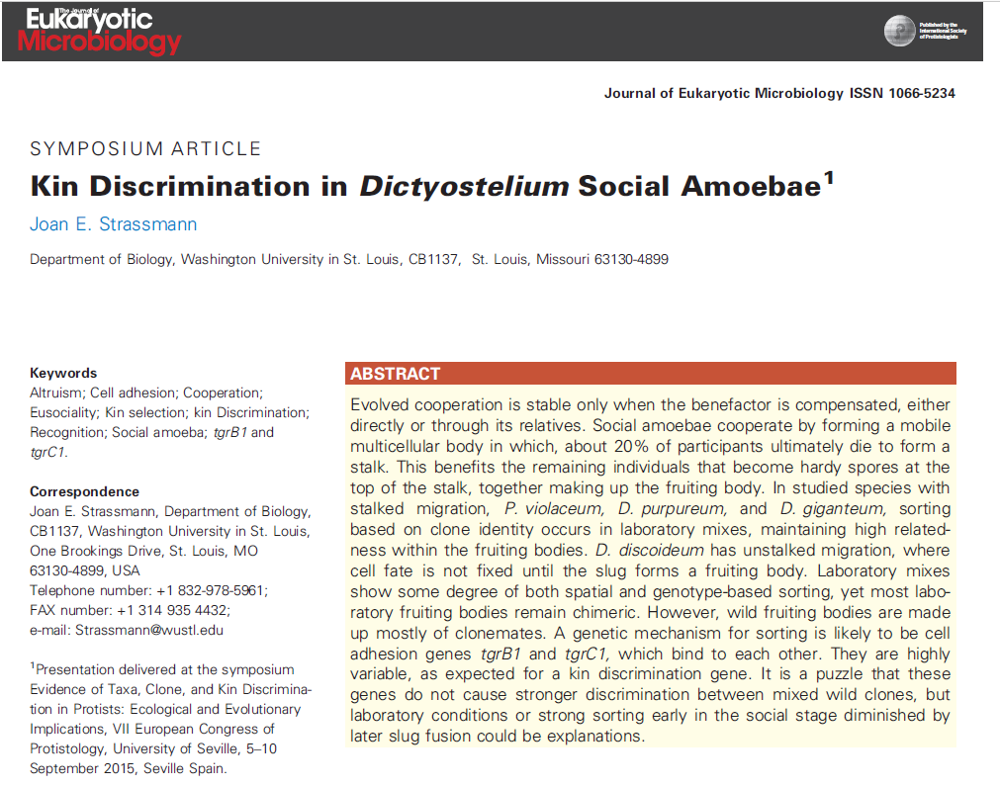 The Journal of
Eukaryotic
Microbiology
Published by the
International Society
of Protistologists
Journal of Eukaryotic Microbiology ISSN 1066-5234
SYMPOSIUM ARTICLE
Kin Discrimination in Dictyostelium Social Amoebae1
Joan E. Strassmann
Department of Biology, Washington University in St. Louis, CB1137, St. Louis, Missouri 63130-4899
Keywords
Altruism; Cell adhesion; Cooperation;
Eusociality; Kin selection; kin Discrimination;
Recognition; Social amoeba; tgrB1 and
tgrC1.
Correspondence
Joan E. Strassmann, Department of Biology,
CB1137, Washington University in St. Louis,
One Brookings Drive, St. Louis, MO
63130-4899, USA
Telephone number: +1 832-978-5961;
FAX number: +1 314 935 4432;
e-mail: Strassmann@wustl.edu
1Presentation delivered at the symposium
Evidence of Taxa, Clone, and Kin Discrimina-
tion in Protists: Ecological and Evolutionary
Implications, VII European Congress of
Protistology, University of Seville, 5–10
September 2015, Seville Spain.
ABSTRACT
Evolved cooperation is stable only when the benefactor is compensated, either
directly or through its relatives. Social amoebae cooperate by forming a mobile
multicellular body in which, about 20% of participants ultimately die to form a
stalk. This benefits the remaining individuals that become hardy spores at the
top of the stalk, together making up the fruiting body. In studied species with
stalked migration, P. violaceum, D. purpureum, and D. giganteum, sorting
based on clone identity occurs in laboratory mixes, maintaining high related-
ness within the fruiting bodies. D. discoideum has unstalked migration, where
cell fate is not fixed until the slug forms a fruiting body. Laboratory mixes
show some degree of both spatial and genotype-based sorting, yet most labo-
ratory fruiting bodies remain chimeric. However, wild fruiting bodies are made
up mostly of clonemates. A genetic mechanism for sorting is likely to be cell
adhesion genes tgrB1 and tgrC1, which bind to each other. They are highly
variable, as expected for a kin discrimination gene. It is a puzzle that these
genes do not cause stronger discrimination between mixed wild clones, but
laboratory conditions or strong sorting early in the social stage diminished by
later slug fusion could be explanations.